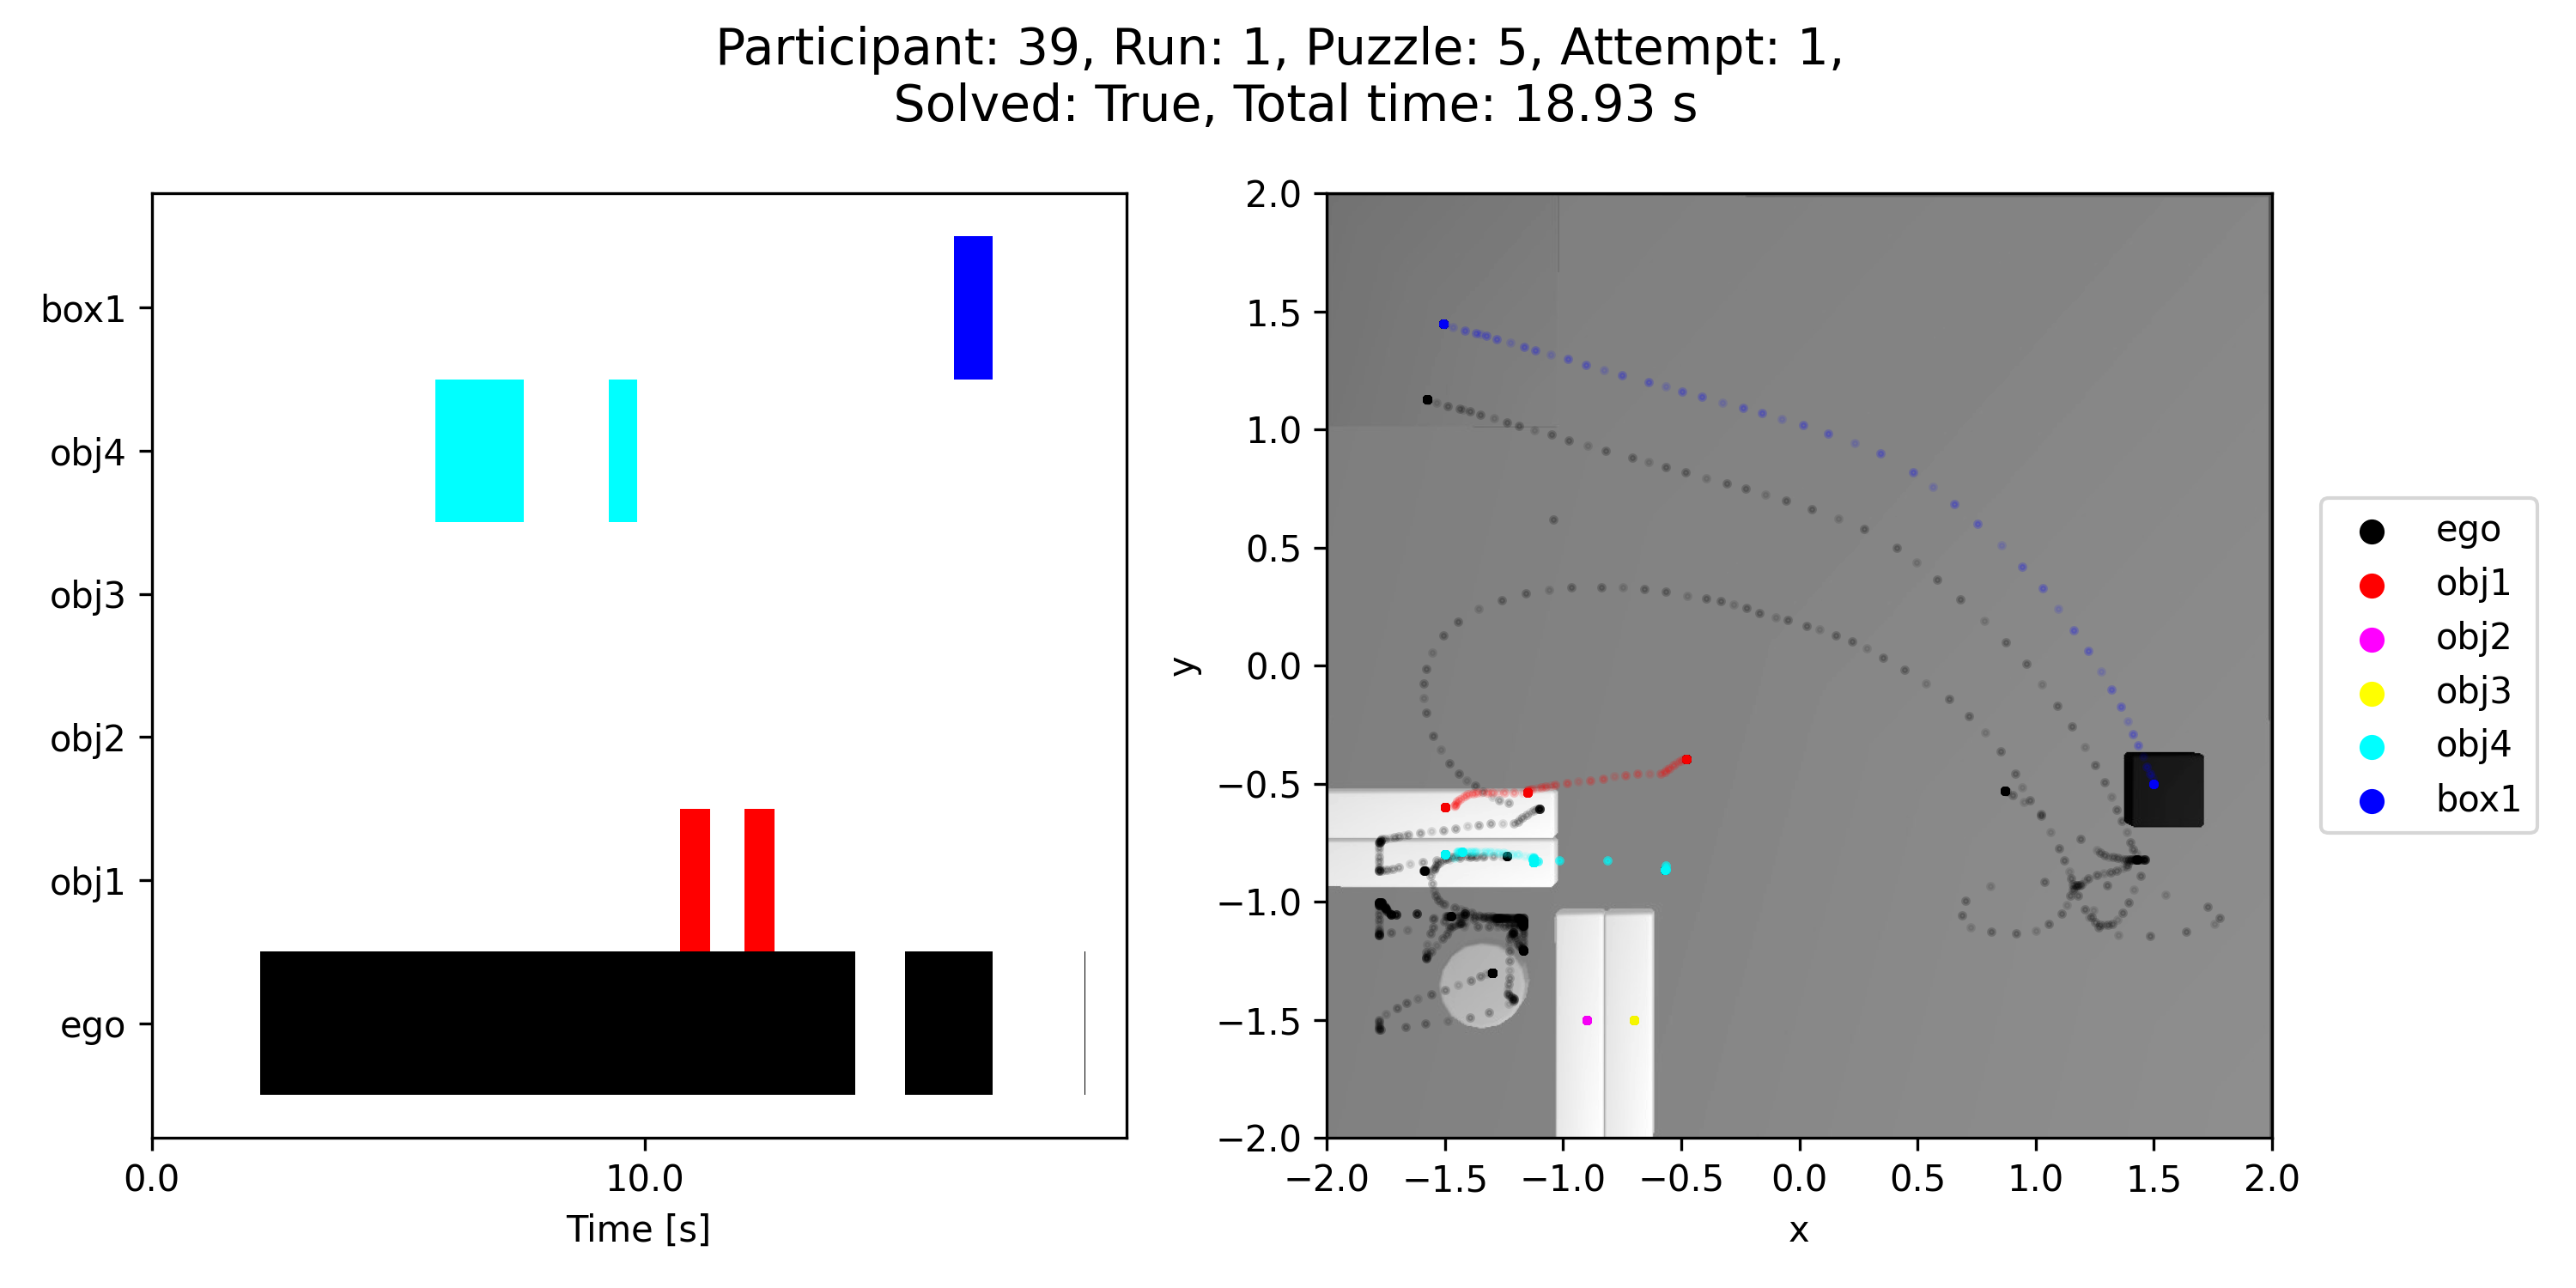 Participant: 39, Run: 1, Puzzle: 5, Attempt: 1,
Solved: True, Total time: 18.93 s
box1
obj4
obj3
obj2
obj1
ego
0.0
10.0
Time [s]
2.0
1.5
1.0
0.5
0.0
−0.5
−1.0
−1.5
−2.0
y
−2.0
−1.5
−1.0
−0.5
0.0
0.5
1.0
1.5
2.0
x
ego
obj1
obj2
obj3
obj4
box1